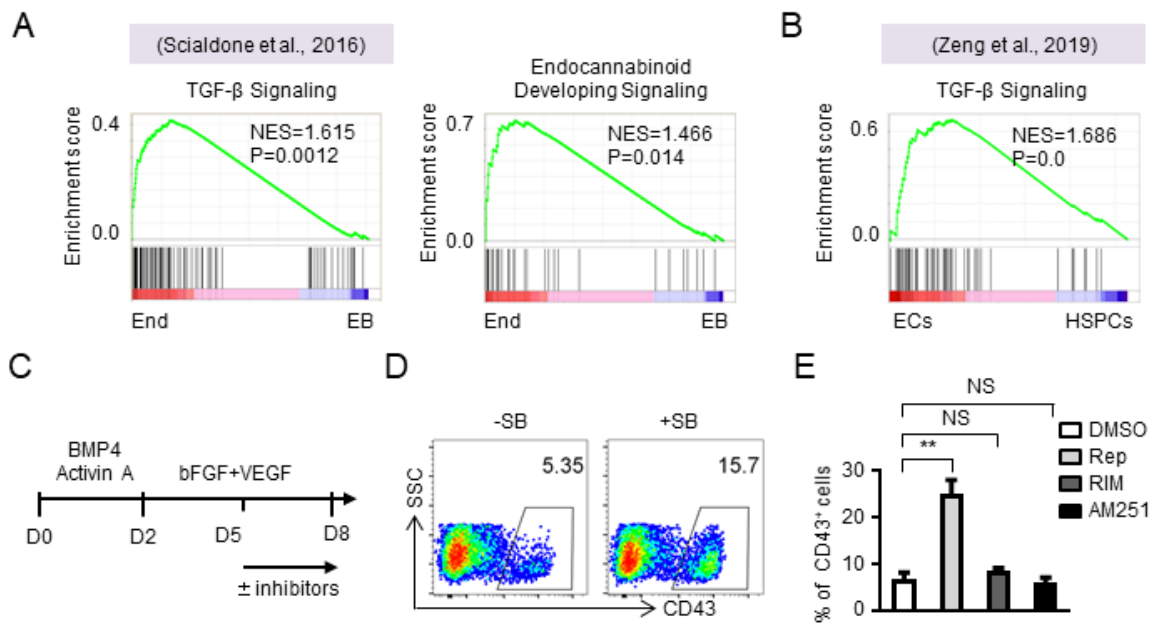 A
(Scialdone et al., 2016)
TGF-β Signaling
Enrichment score
0.4
0.0
NES=1.615
P=0.0012
End
EB
Endocannabinoid
Developing Signaling
Enrichment score
0.7
0.0
NES=1.466
P=0.014
End
EB
B
(Zeng et al., 2019)
TGF-β Signaling
Enrichment score
0.6
0.0
NES=1.686
P=0.0
ECs
HSPCs
C
BMP4
Activin A
bFGF+VEGF
D0
D2
D5
D8
± inhibitors
D
-SB
+SB
5.35
15.7
SSC
CD43
E
NS
NS
**
DMSO
Rep
RIM
AM251
% of CD43⁺ cells
30
20
10
0